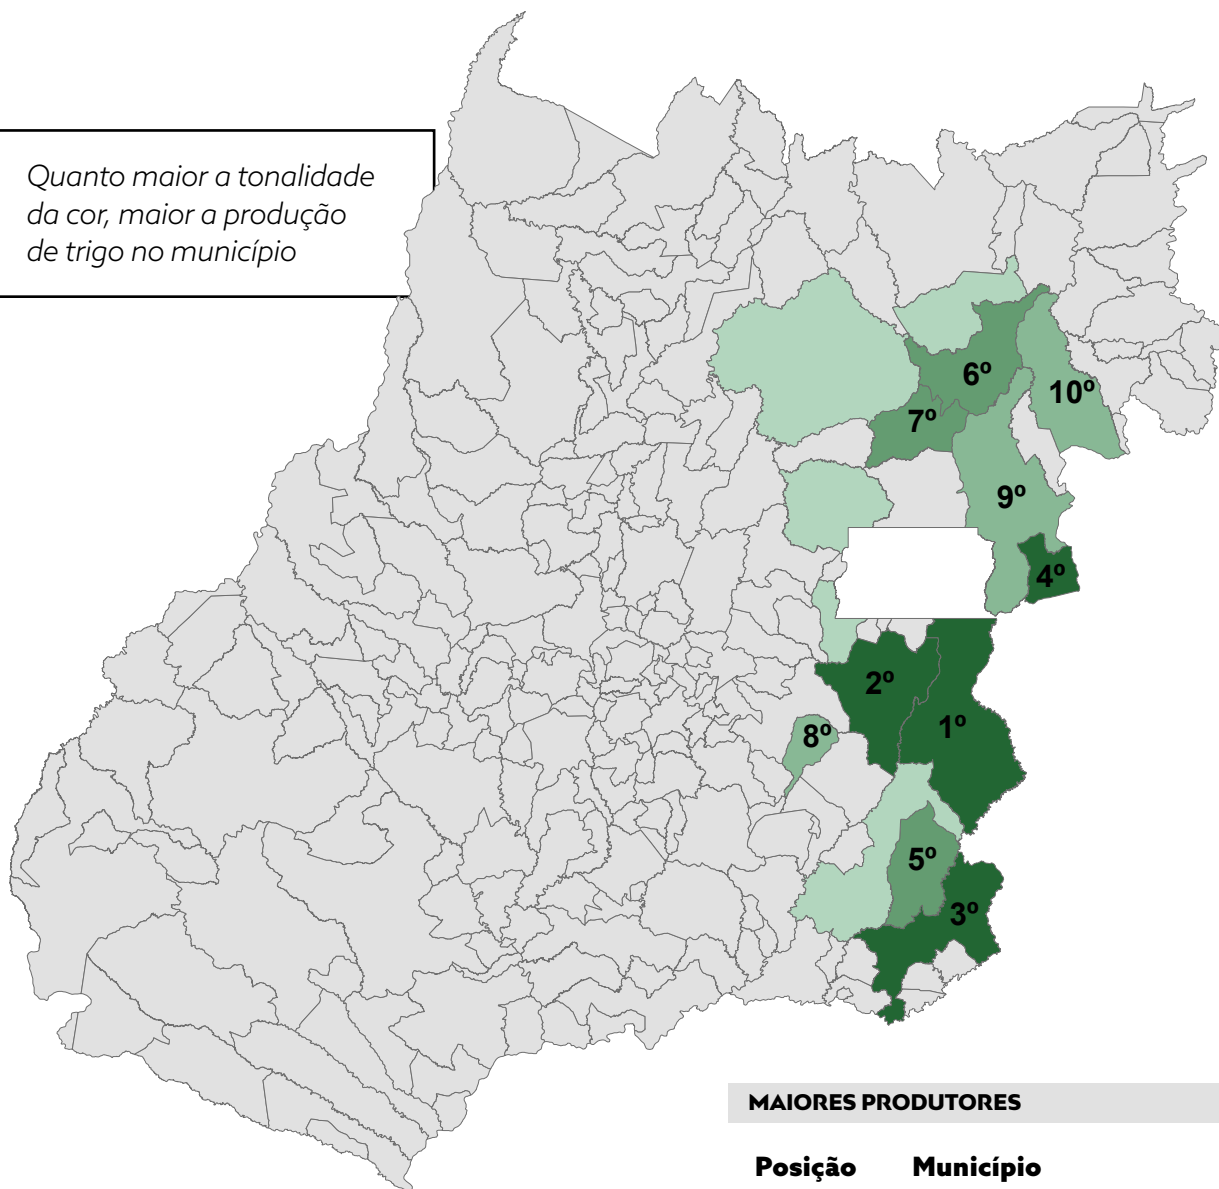 Quanto maior a tonalidade
da cor, maior a produção
de trigo no município
6º
10º
7º
9º
4º
2º
1º
8º
5º
3º
MAIORES PRODUTORES
Posição Município